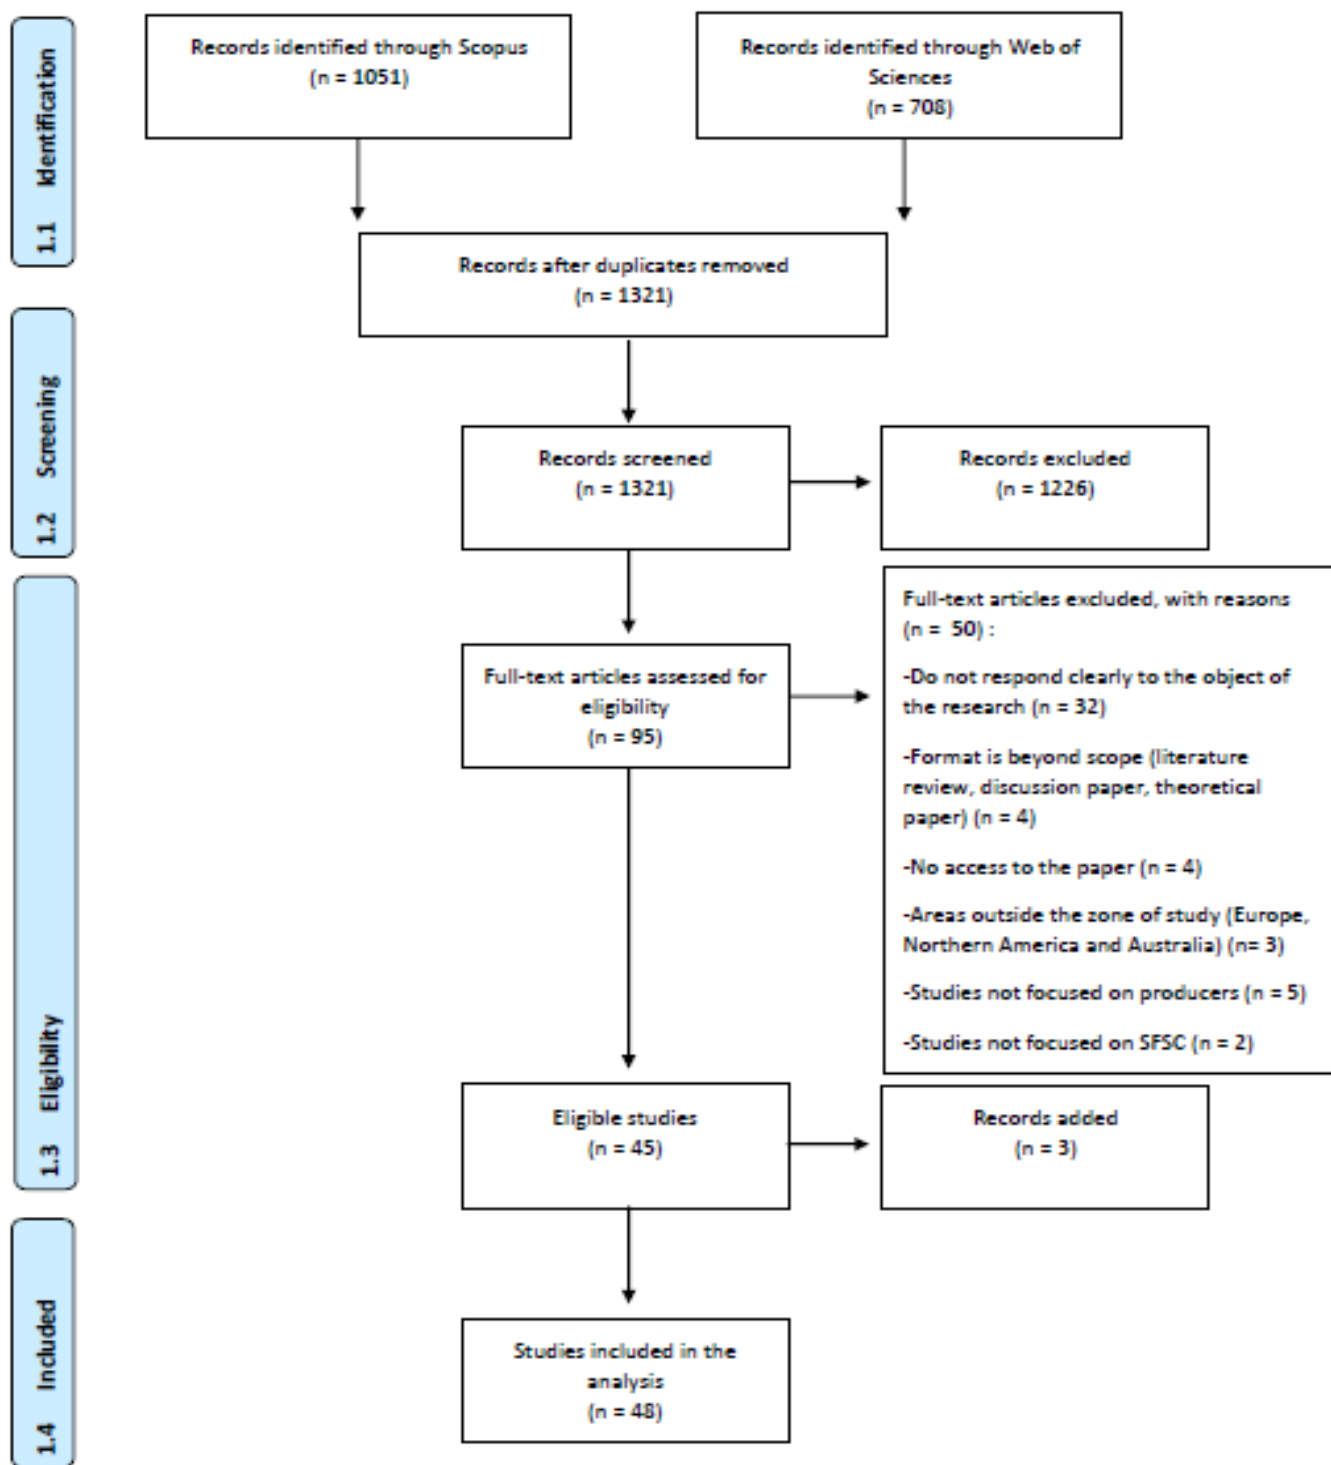 1.1 Identification
Records identified through Scopus
(n = 1051)
Records identified through Web of
Sciences
(n = 708)
Records after duplicates removed
(n = 1321)
1.2 Screening
Records screened
(n = 1321)
Records excluded
(n = 1226)
1.3 Eligibility
Full-text articles assessed for
eligibility
(n = 95)
Full-text articles excluded, with reasons
(n = 50) :
-Do not respond clearly to the object of
the research (n = 32)
-Format is beyond scope (literature
review, discussion paper, theoretical
paper) (n = 4)
-No access to the paper (n = 4)
-Areas outside the zone of study (Europe,
Northern America and Australia) (n= 3)
-Studies not focused on producers (n = 5)
-Studies not focused on SFSC (n = 2)
Eligible studies
(n = 45)
Records added
(n = 3)
1.4 Included
Studies included in the
analysis
(n = 48)